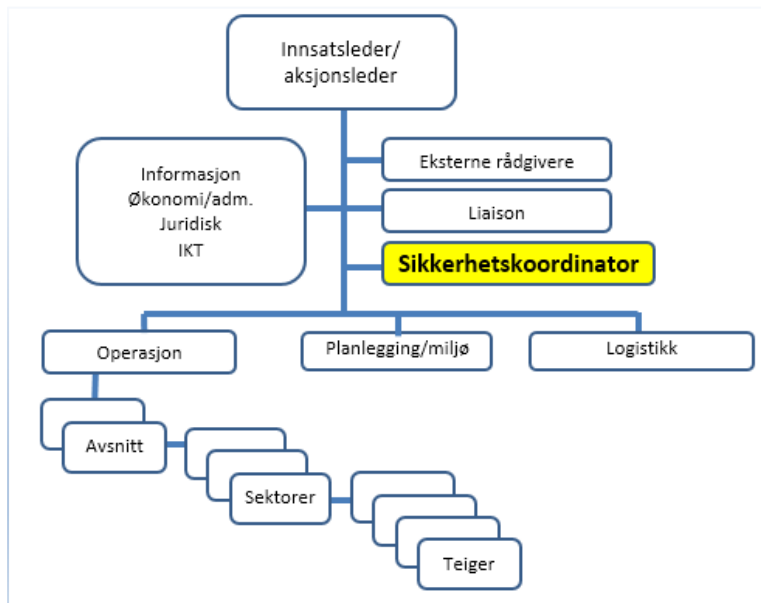 Innsatsleder/
aksjonsleder
Informasjon
Økonomi/adm.
Juridisk
IKT
Eksterne rådgivere
Liaison
Sikkerhetskoordinator
Operasjon
Planlegging/miljø
Logistikk
Avsnitt
Sektorer
Teiger